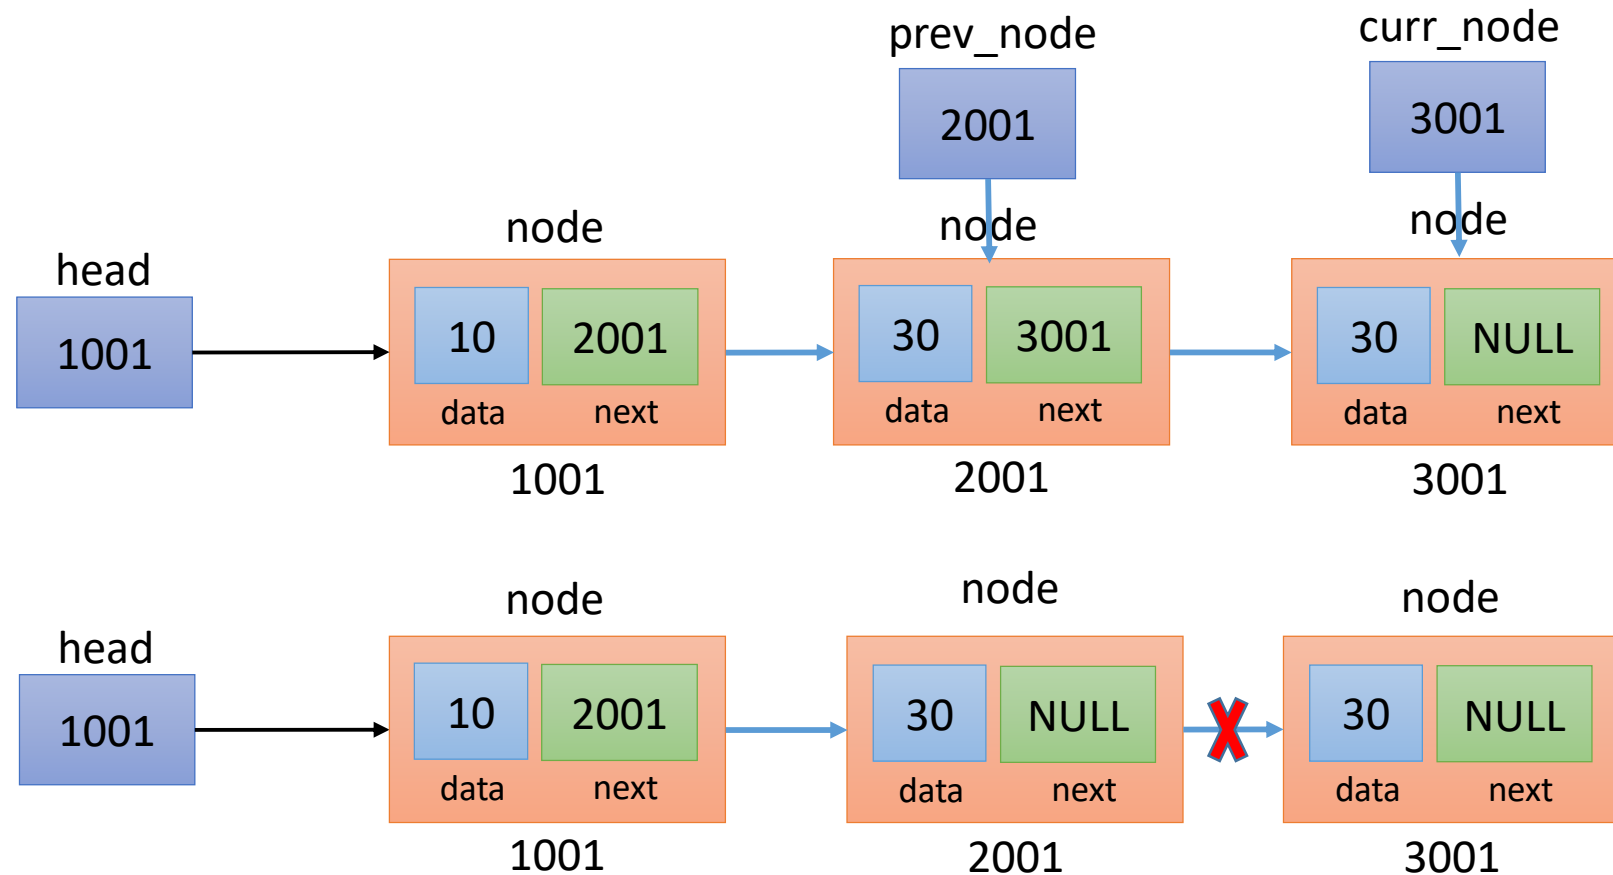 prev_node
curr_node
2001
3001
node
node
node
head
1001
10
2001
30
3001
30
NULL
data
next
data
next
data
next
1001
2001
3001
node
node
node
head
1001
10
2001
30
NULL
30
NULL
data
next
data
next
data
next
1001
2001
3001